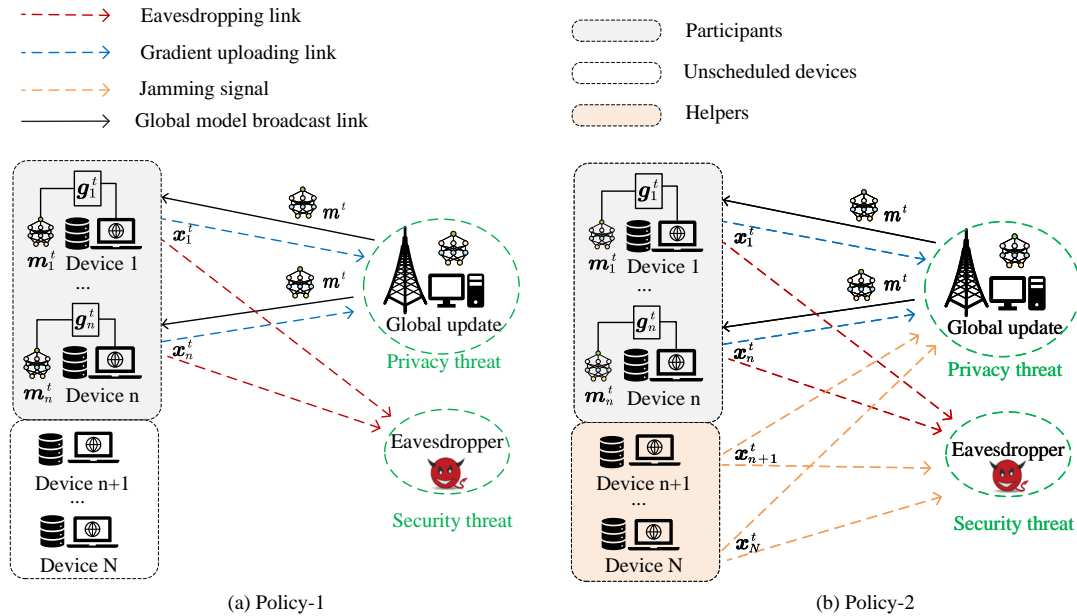 Eavesdropping link
Gradient uploading link
Jamming signal
Global model broadcast link
Participants
Unscheduled devices
Helpers
g_1^t
m_1^t Device 1
...
g_n^t
m_n^t Device n
Device n+1
...
Device N
x_1^t
m^t
m^t
x_n^t
Global update
Privacy threat
Eavesdropper
Security threat
(a) Policy-1
g_1^t
m_1^t Device 1
...
g_n^t
m_n^t Device n
Device n+1
...
Device N
x_1^t
m^t
m^t
x_n^t
x_{n+1}^t
x_N^t
Global update
Privacy threat
Eavesdropper
Security threat
(b) Policy-2